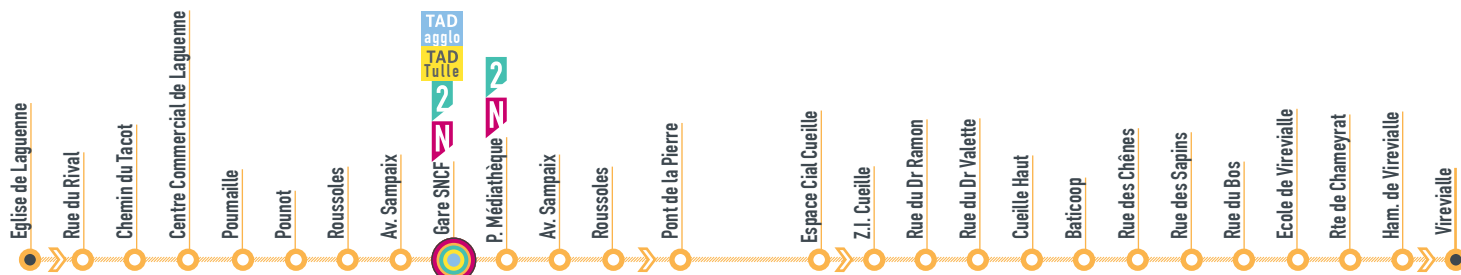 TAD
agglo
TAD
Tulle
2
N
2
N
Eglise de Laguenne
Rue du Rival
Chemin du Tacot
Centre Commercial de Laguenne
Poumaille
Pounot
Roussoles
Av. Sampaix
Gare SNCF
P. Médiathèque
Av. Sampaix
Roussoles
Pont de la Pierre
Espace Cial Cueille
Z.I. Cueille
Rue du Dr Ramon
Rue du Dr Valette
Cueille Haut
Baticoop
Rue des Chênes
Rue des Sapins
Rue du Bos
Ecole de Virevialle
Rte de Chameyrat
Ham. de Virevialle
Virevialle